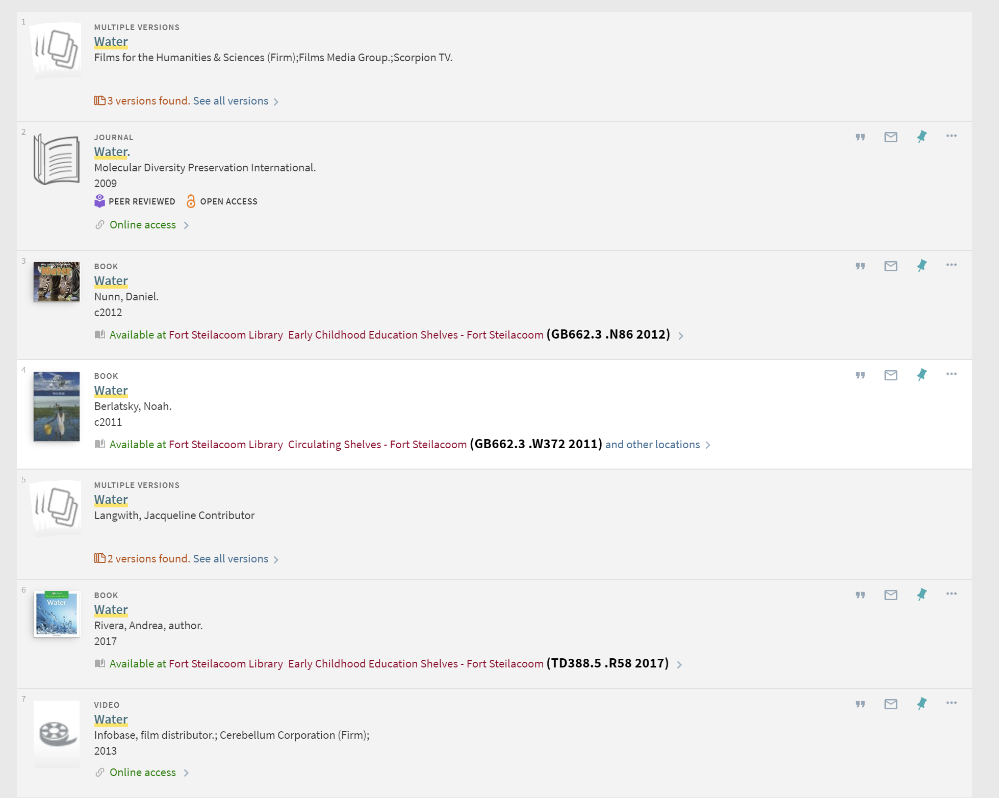 1
MULTIPLE VERSIONS
Water
Films for the Humanities & Sciences (Firm);Films Media Group.;Scorpion TV.
3 versions found. See all versions
2
JOURNAL
Water.
Molecular Diversity Preservation International.
2009
PEER REVIEWED OPEN ACCESS
Online access
3
Water
BOOK
Water
Nunn, Daniel.
c2012
Available at Fort Steilacoom Library Early Childhood Education Shelves - Fort Steilacoom (GB662.3 .N86 2012)
4
WATER
BOOK
Water
Berlatsky, Noah.
c2011
Available at Fort Steilacoom Library Circulating Shelves - Fort Steilacoom (GB662.3 .W372 2011) and other locations
5
MULTIPLE VERSIONS
Water
Langwith, Jacqueline Contributor
2 versions found. See all versions
6
Water
BOOK
Water
Rivera, Andrea, author.
2017
Available at Fort Steilacoom Library Early Childhood Education Shelves - Fort Steilacoom (TD388.5 .R58 2017)
7
VIDEO
Water
Infobase, film distributor.; Cerebellum Corporation (Firm);
2013
Online access